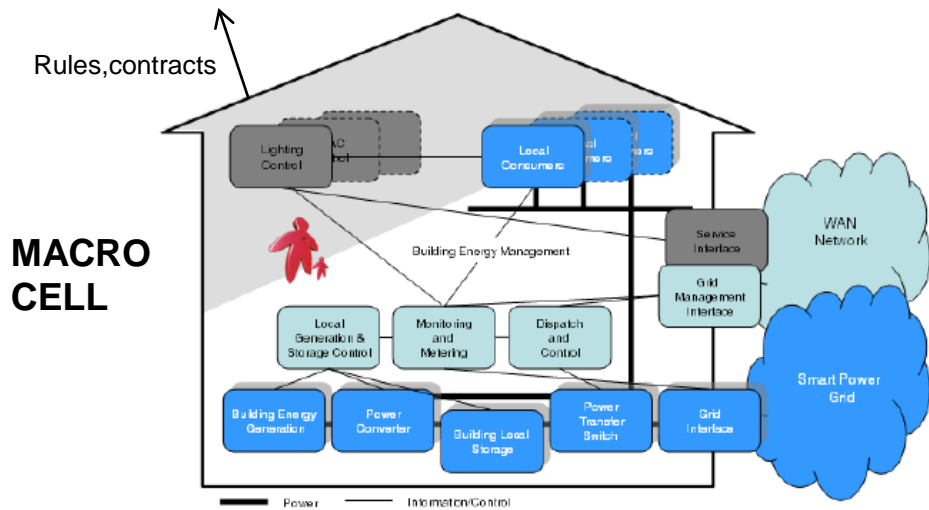 Rules,contracts
Lighting
Control
AC
Local
Consumers
MACRO
CELL
Building Energy Management
Service
Interface
WAN
Network
Grid
Management
Interface
Local
Generation &
Storage Control
Monitoring
and
Metering
Dispatch
and
Control
Smart Power
Grid
Building Energy
Generation
Power
Converter
Building Local
Storage
Power
Transfer
Switch
Grid
Interface
Power
Information/Control